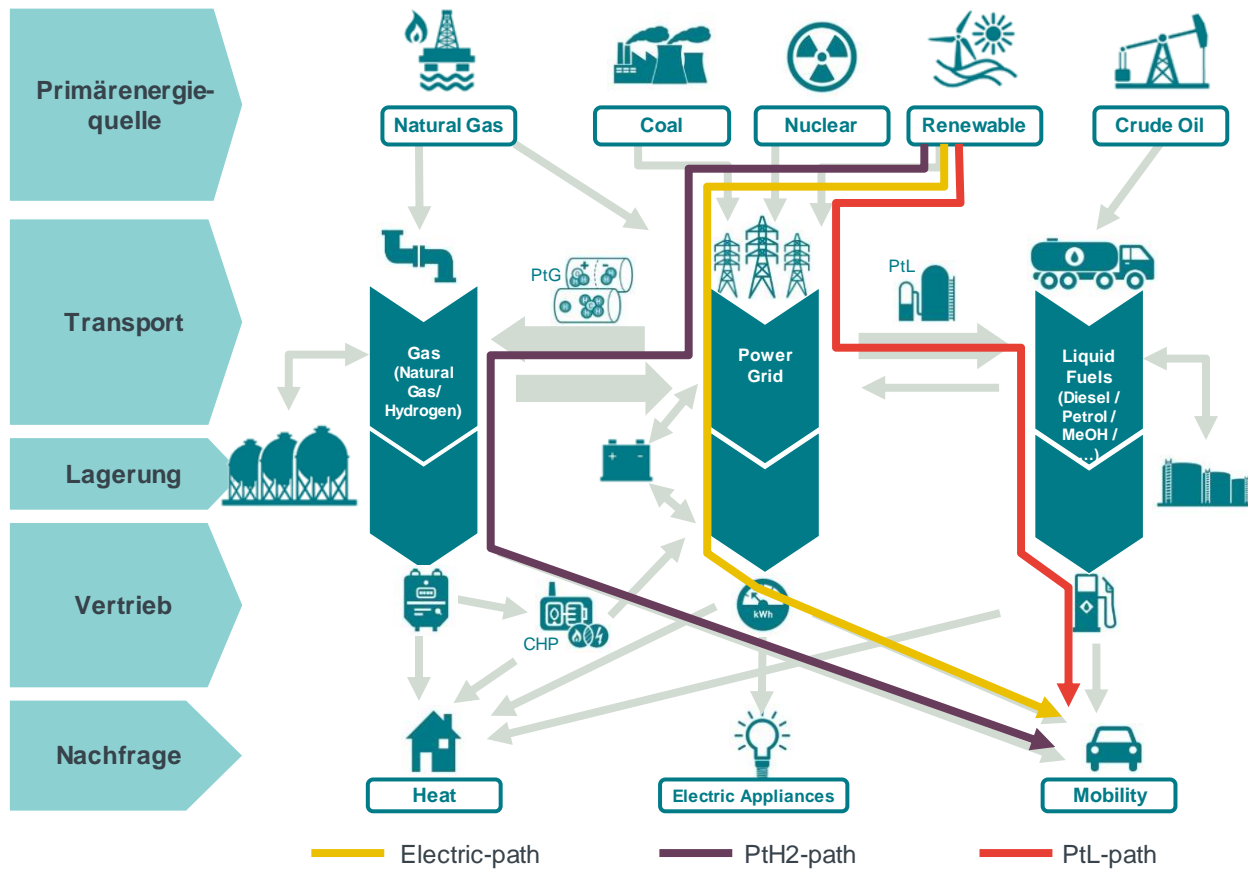 Primärenergie-
quelle
Natural Gas
Coal
Nuclear
Renewable
Crude Oil
Transport
PtG
PtL
Gas
(Natural
Gas/
Hydrogen)
Power
Grid
Liquid
Fuels
(Diesel /
Petrol /
MeOH /
...)
Lagerung
Vertrieb
CHP
kWh
Nachfrage
Heat
Electric Appliances
Mobility
Electric-path
PtH2-path
PtL-path